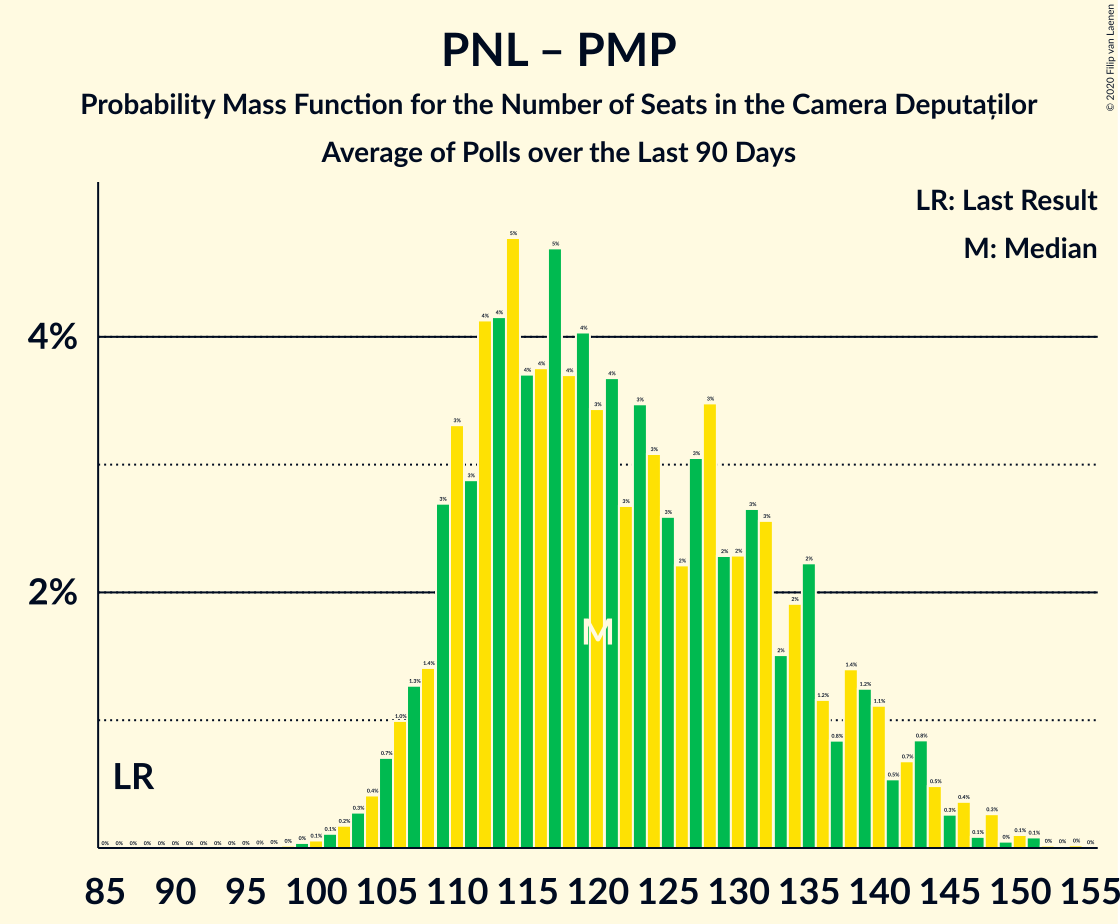 PNL – PMP
Probability Mass Function for the Number of Seats in the Camera Deputaților
Average of Polls over the Last 90 Days
© 2020 Filip van Laenen
LR: Last Result
M: Median
4%
2%
LR
M
0% 0% 0% 0% 0% 0% 0% 0% 0% 0% 0% 0% 0% 0% 0% 0.1% 0.1% 0.2% 0.3% 0.4% 0.7% 1.0% 1.3% 1.4% 3% 3% 3% 4% 4% 5% 4% 4% 5% 4% 4% 3% 4% 3% 3% 3% 3% 2% 3% 3% 2% 2% 3% 3% 2% 2% 2% 1.2% 0.8% 1.4% 1.2% 1.1% 0.5% 0.7% 0.8% 0.5% 0.3% 0.4% 0.1% 0.3% 0% 0.1% 0.1% 0% 0% 0% 0%
85 90 95 100 105 110 115 120 125 130 135 140 145 150 155